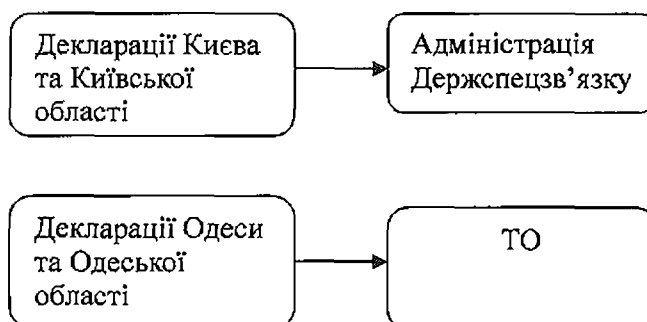 Декларації Києва
та Київської
області
Адміністрація
Держспецзв’язку
Декларації Одеси
та Одеської
області
ТО